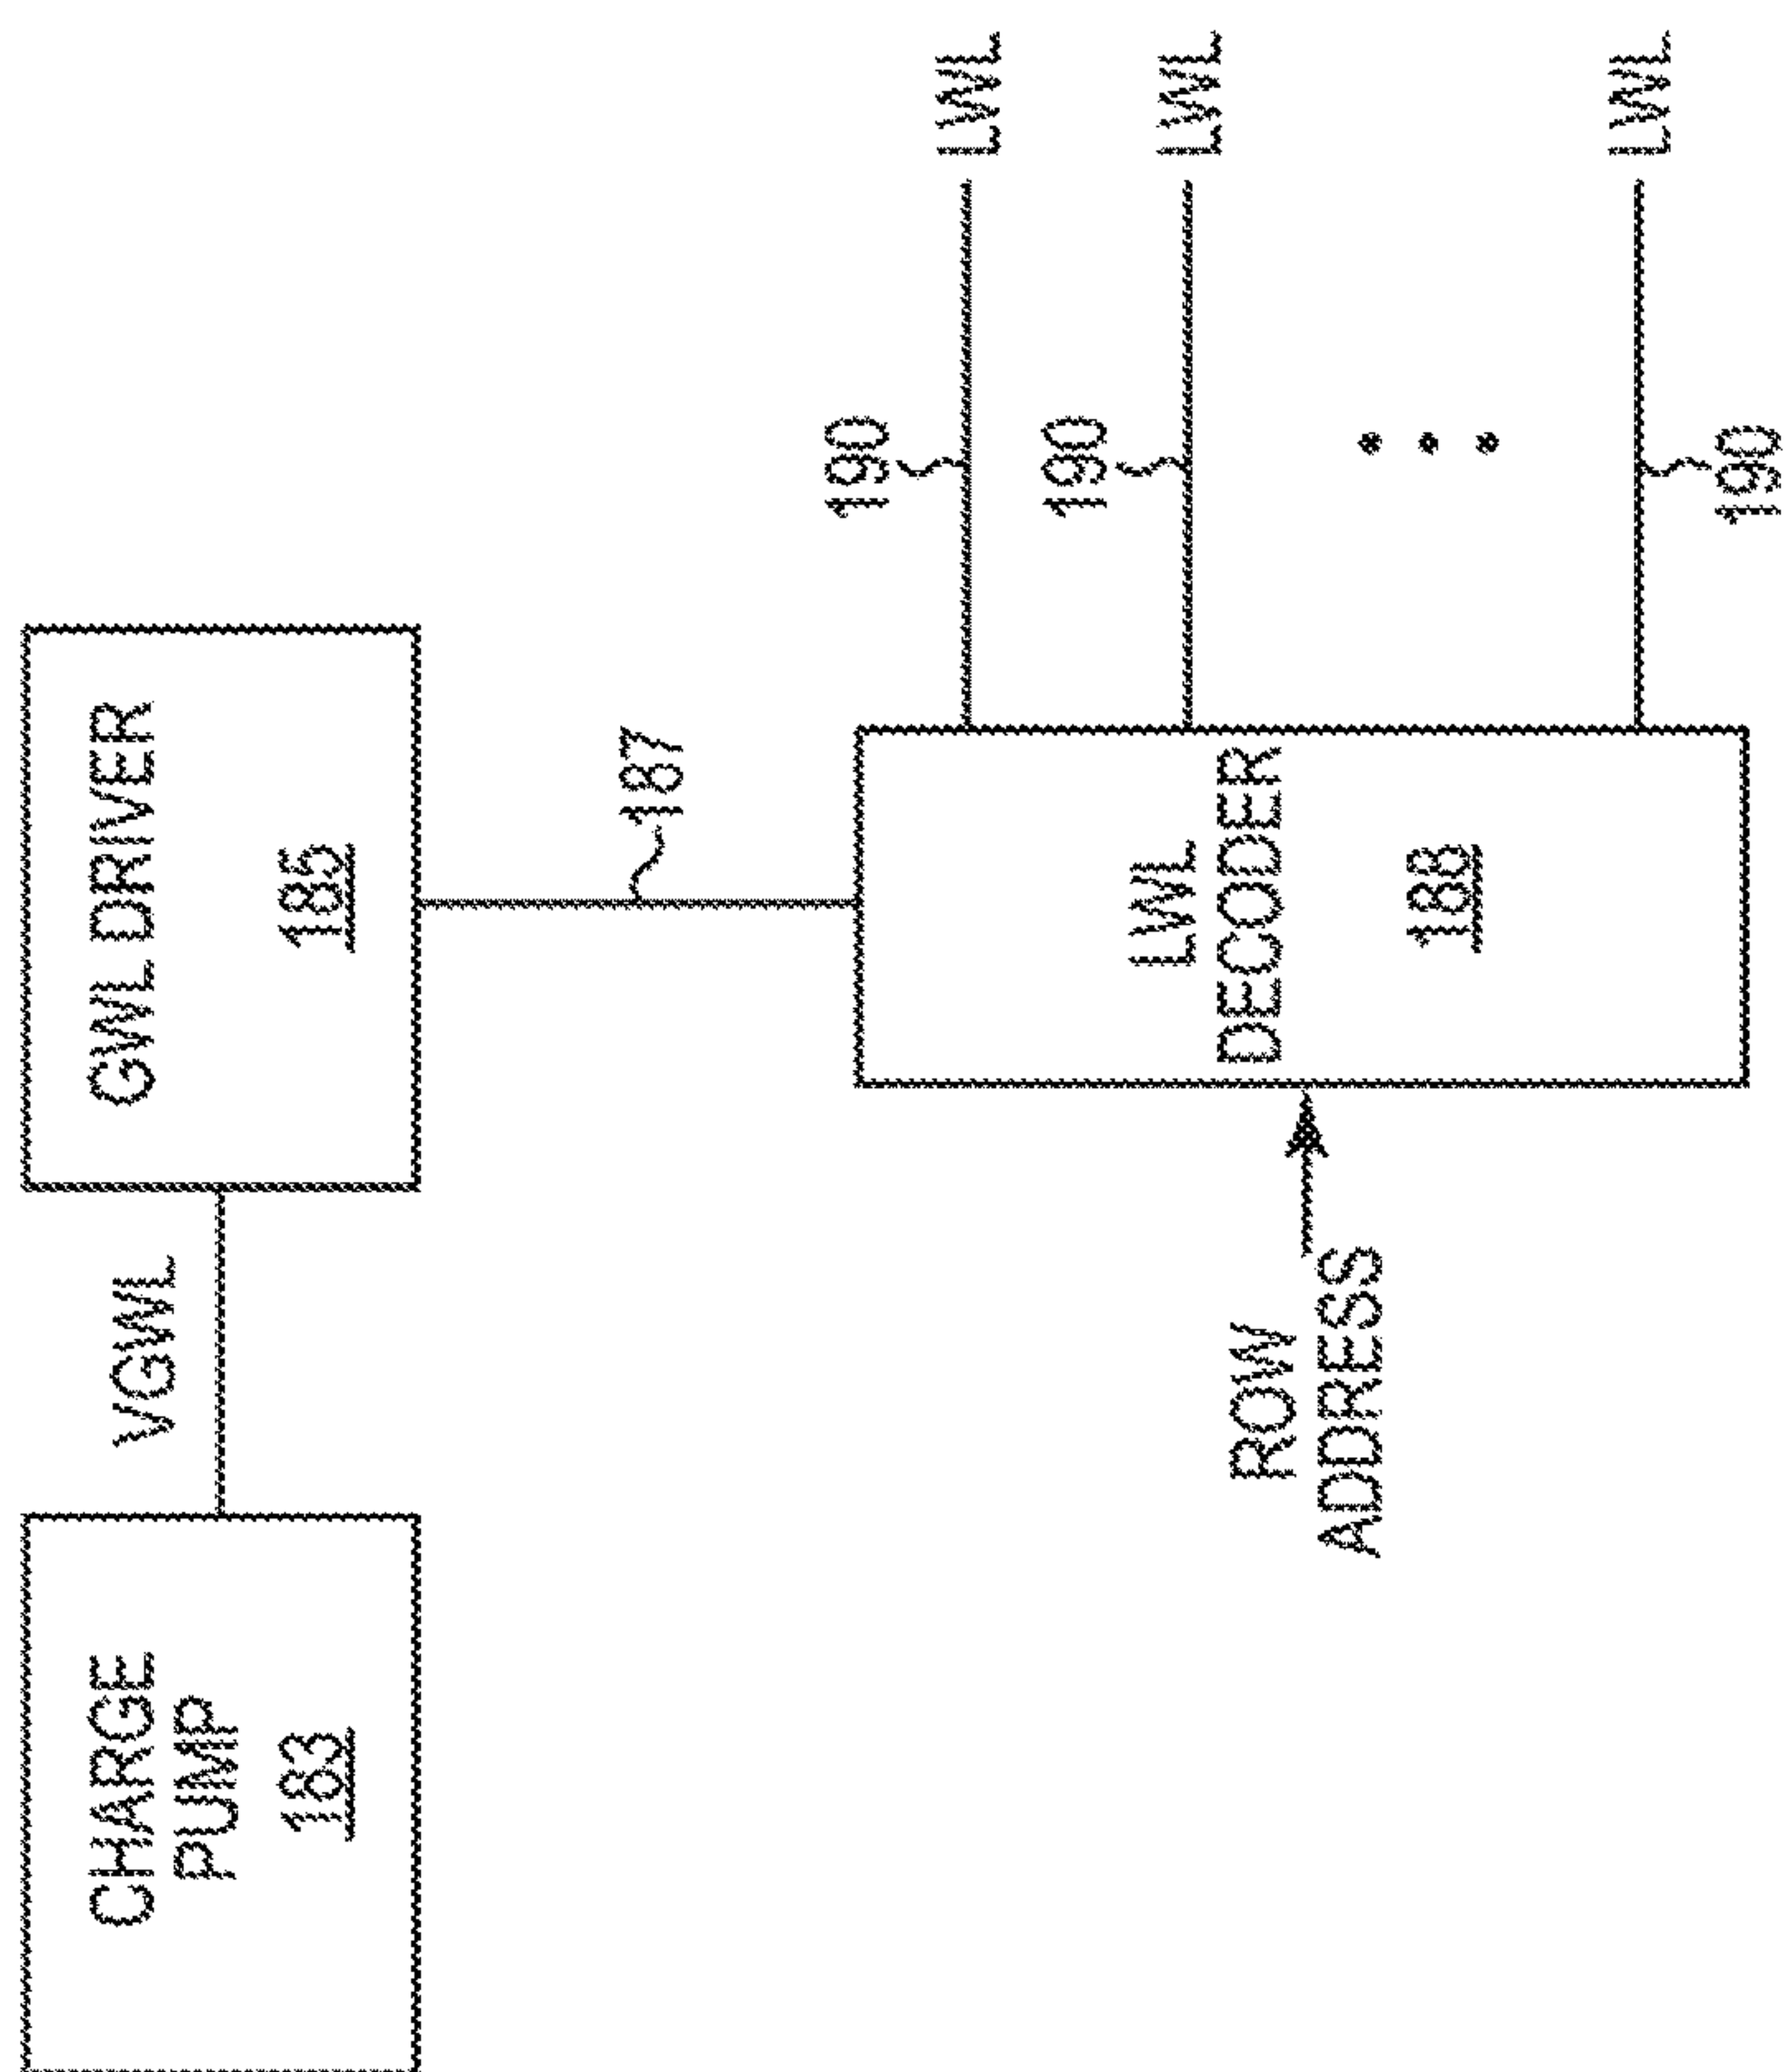 CHARGE
PUMP
183
VGWL
GWL DRIVER
185
187
ROW
ADDRESS
LWL
DECODER
188
190
LWL
190
LWL
190
LWL